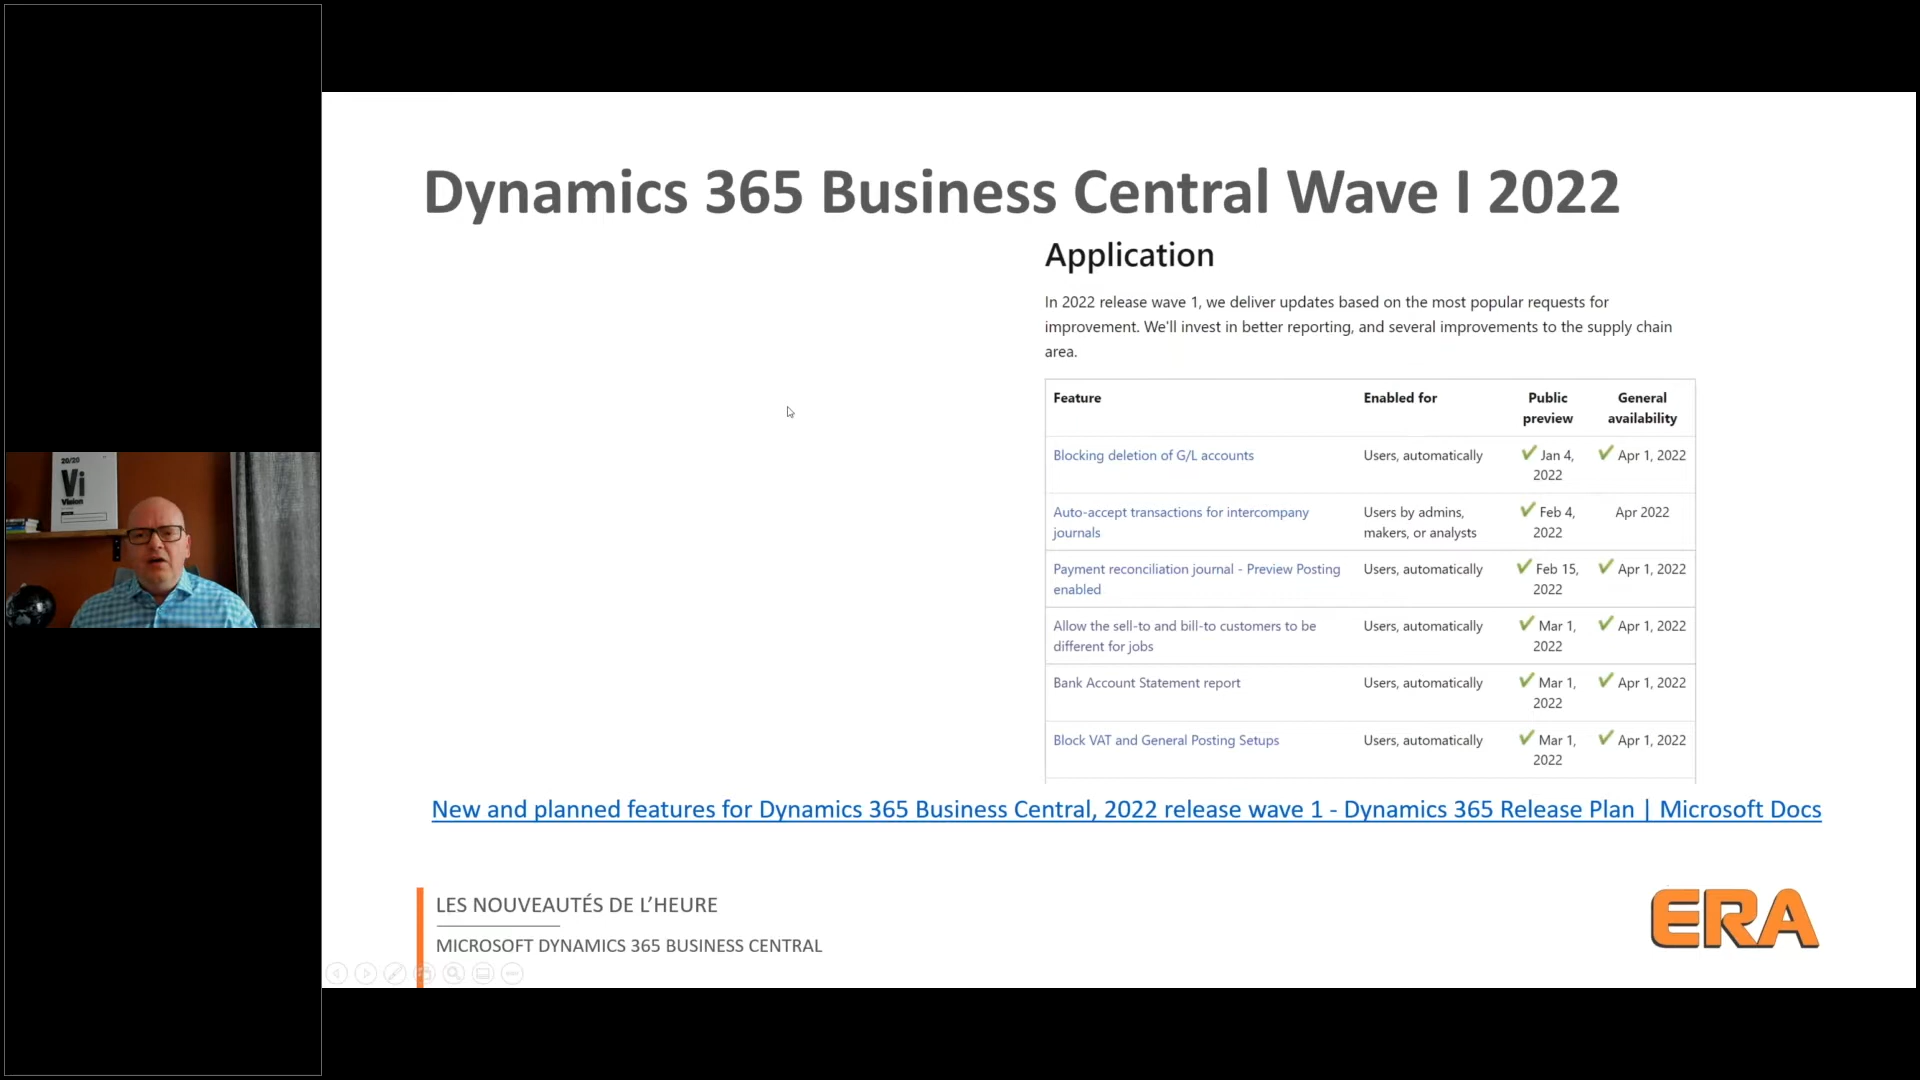 20/20
Vi
Vision
Dynamics 365 Business Central Wave I 2022
Application
In 2022 release wave 1, we deliver updates based on the most popular requests for
improvement. We'll invest in better reporting, and several improvements to the supply chain
area.
Feature Enabled for Public preview General availability
Blocking deletion of G/L accounts Users, automatically Jan 4, 2022 Apr 1, 2022
Auto-accept transactions for intercompany journals Users by admins, makers, or analysts Feb 4, 2022 Apr 2022
Payment reconciliation journal - Preview Posting enabled Users, automatically Feb 15, 2022 Apr 1, 2022
Allow the sell-to and bill-to customers to be different for jobs Users, automatically Mar 1, 2022 Apr 1, 2022
Bank Account Statement report Users, automatically Mar 1, 2022 Apr 1, 2022
Block VAT and General Posting Setups Users, automatically Mar 1, 2022 Apr 1, 2022
New and planned features for Dynamics 365 Business Central, 2022 release wave 1 - Dynamics 365 Release Plan | Microsoft Docs
LES NOUVEAUTÉS DE L’HEURE
MICROSOFT DYNAMICS 365 BUSINESS CENTRAL
ERA